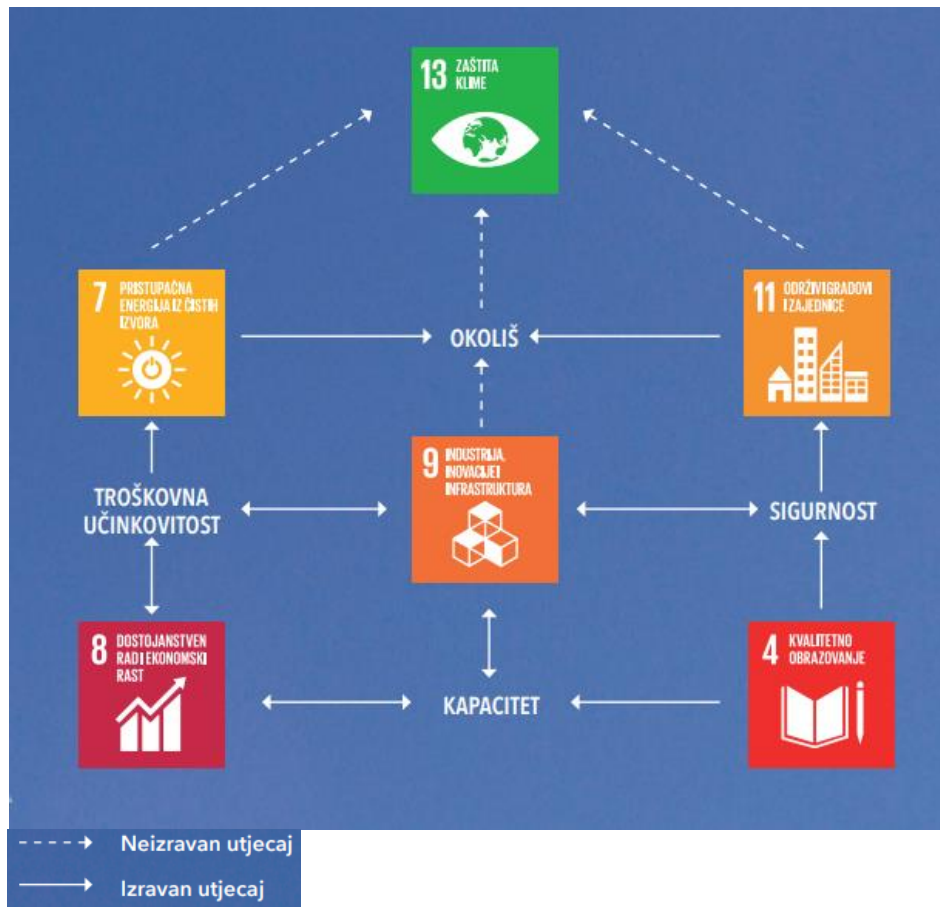 13 ZAŠTITA
KLIME
7 PRISTUPAČNA
ENERGIJA IZ ČISTIH
IZVORA
11 ODRŽIVI GRADOVI
I ZAJEDNICE
OKOLIŠ
9 INDUSTRIJA,
INOVACIJE I
INFRASTRUKTURA
TROŠKOVNA
UČINKOVITOST
SIGURNOST
8 DOSTOJANSTVEN
RAD I EKONOMSKI
RAST
4 KVALITETNO
OBRAZOVANJE
KAPACITET
Neizravan utjecaj
Izravan utjecaj